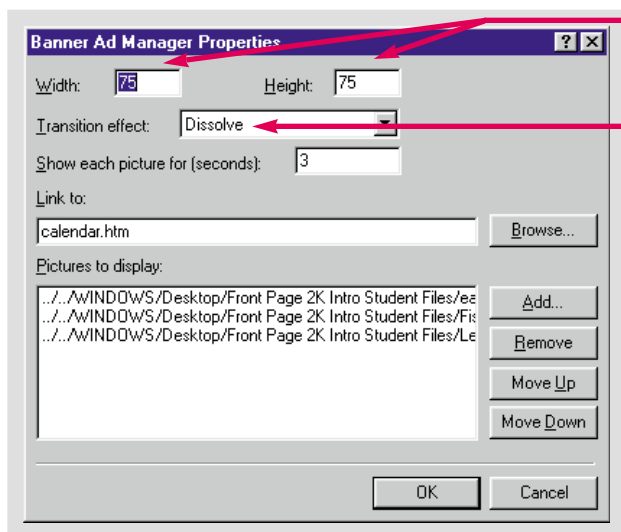 Banner Ad Manager Properties
Width: 75 Height: 75
Transition effect: Dissolve
Show each picture for (seconds): 3
Link to:
calendar.htm Browse...
Pictures to display:
../../WINDOWS/Desktop/Front Page 2K Intro Student Files/ea
../../WINDOWS/Desktop/Front Page 2K Intro Student Files/Fis
../../WINDOWS/Desktop/Front Page 2K Intro Student Files/Le
Add...
Remove
Move Up
Move Down
OK Cancel